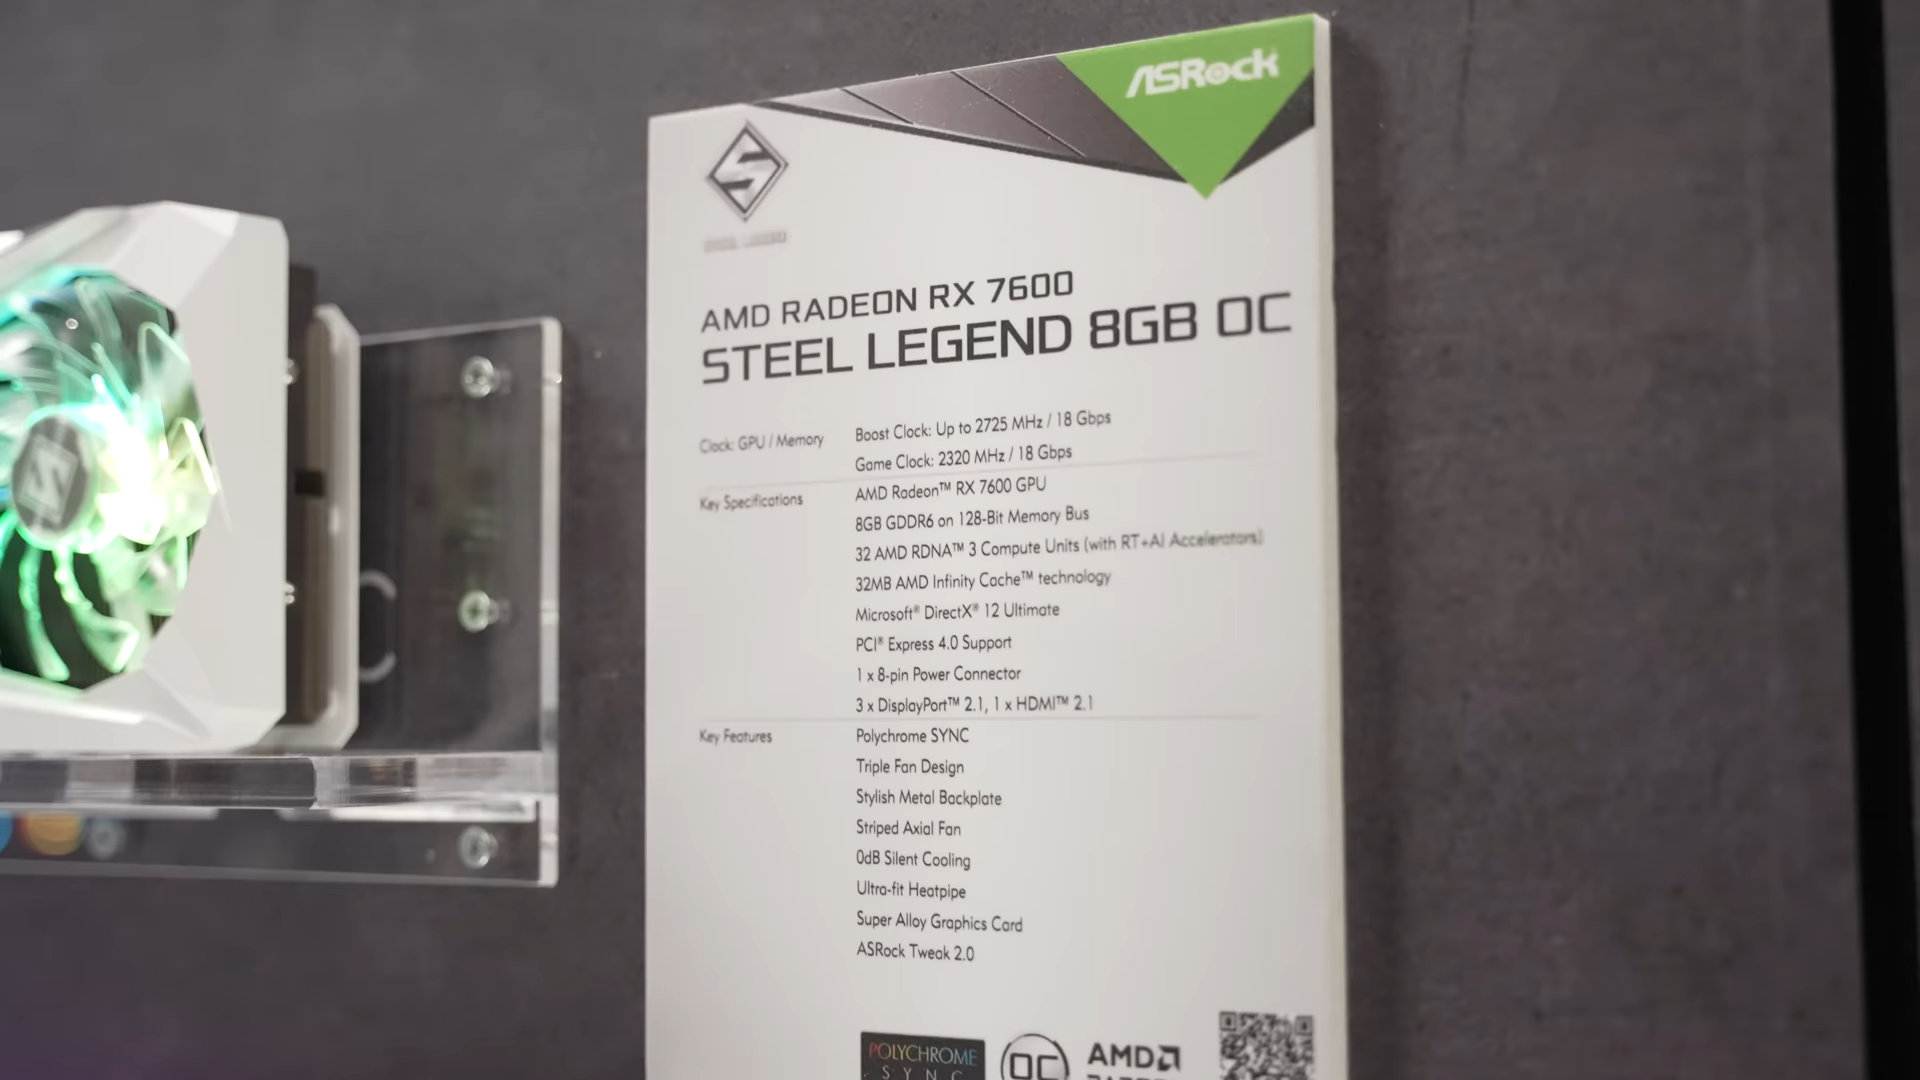 ASRock
STEEL LEGEND
AMD RADEON RX 7600
STEEL LEGEND 8GB OC
Clock: GPU / Memory
Boost Clock: Up to 2725 MHz / 18 Gbps
Game Clock: 2320 MHz / 18 Gbps
Key Specifications
AMD Radeon™ RX 7600 GPU
8GB GDDR6 on 128-Bit Memory Bus
32 AMD RDNA™ 3 Compute Units (with RT+AI Accelerators)
32MB AMD Infinity Cache™ technology
Microsoft® DirectX® 12 Ultimate
PCI® Express 4.0 Support
1 x 8-pin Power Connector
3 x DisplayPort™ 2.1, 1 x HDMI™ 2.1
Key Features
Polychrome SYNC
Triple Fan Design
Stylish Metal Backplate
Striped Axial Fan
0dB Silent Cooling
Ultra-fit Heatpipe
Super Alloy Graphics Card
ASRock Tweak 2.0
POLYCHROME
SYNC
OC
AMD